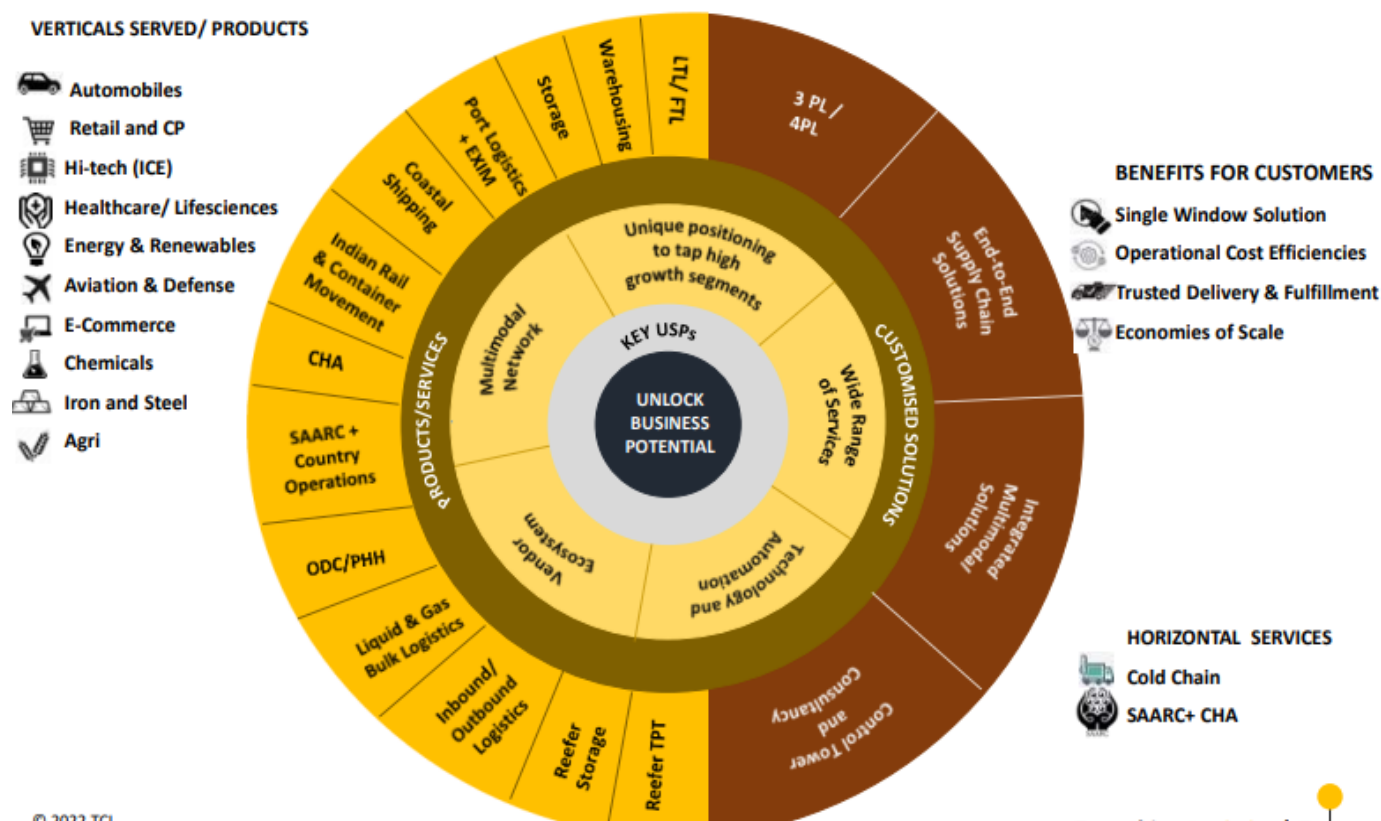 VERTICALS SERVED/ PRODUCTS
Automobiles
Retail and CP
Hi-tech (ICE)
Healthcare/ Lifesciences
Energy & Renewables
Aviation & Defense
E-Commerce
Chemicals
Iron and Steel
Agri
LTL/ FTL
Warehousing
Storage
Port Logistics
+ EXIM
Coastal
Shipping
Indian Rail
& Container
Movement
CHA
SAARC +
Country
Operations
ODC/PHH
Liquid & Gas
Bulk Logistics
Inbound/
Outbound
Logistics
Reefer
Storage
Reefer TPT
PRODUCTS/SERVICES
3 PL /
4PL
End-to-End
Supply Chain
Solutions
Integrated
Multimodal
Solutions
Control Tower
and
Consultancy
CUSTOMISED SOLUTIONS
Unique positioning
to tap high
growth segments
Wide Range
of Services
Technology and
Automation
Vendor
Ecosystem
Multimodal
Network
KEY USPs
UNLOCK
BUSINESS
POTENTIAL
BENEFITS FOR CUSTOMERS
Single Window Solution
Operational Cost Efficiencies
Trusted Delivery & Fulfillment
Economies of Scale
HORIZONTAL SERVICES
Cold Chain
SAARC+ CHA
SAARC
© 2022 TCI